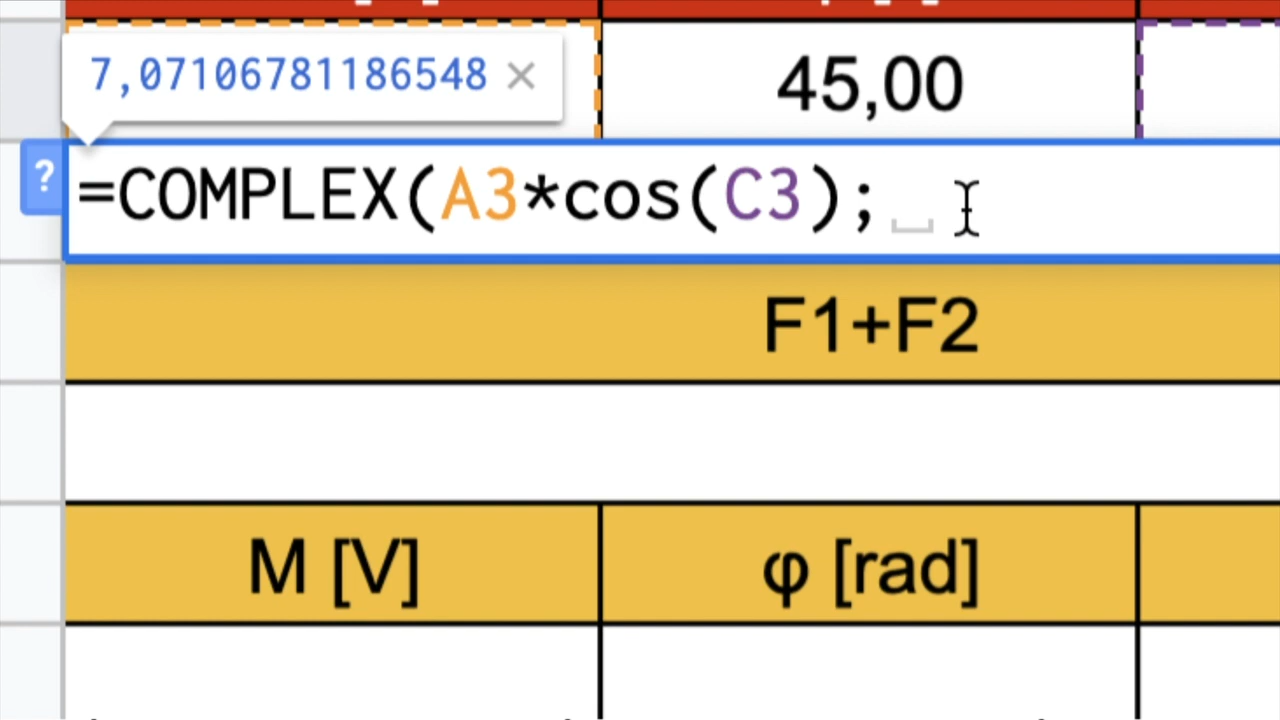 7,07106781186548 ×
45,00
?
=COMPLEX(A3*cos(C3);
F1+F2
M [V]
φ [rad]